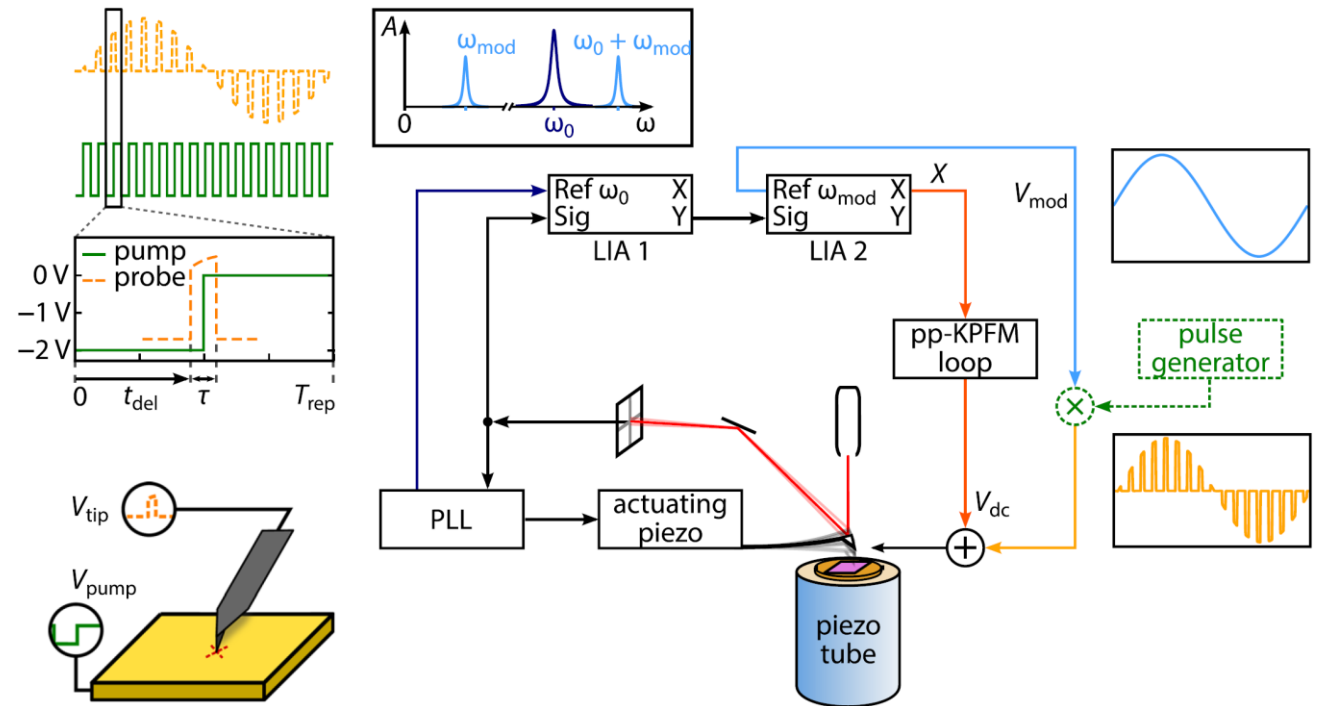 pump
probe
0 V
−1 V
−2 V
0
t_del
τ
T_rep
V_tip
V_pump
A
ω_mod
ω_0 + ω_mod
0
ω_0
ω
Ref ω_0 X
Sig Y
LIA 1
Ref ω_mod X
Sig Y
LIA 2
X
V_mod
pp-KPFM
loop
pulse
generator
×
PLL
actuating
piezo
V_dc
+
piezo
tube